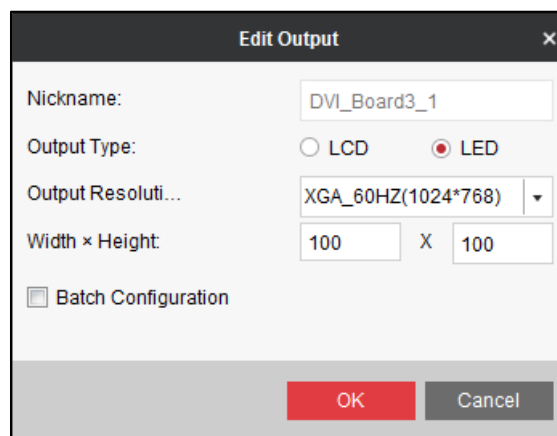 Edit Output ×
Nickname: DVI_Board3_1
Output Type: LCD LED
Output Resoluti... XGA_60HZ(1024*768)
Width × Height: 100 X 100
Batch Configuration
OK Cancel